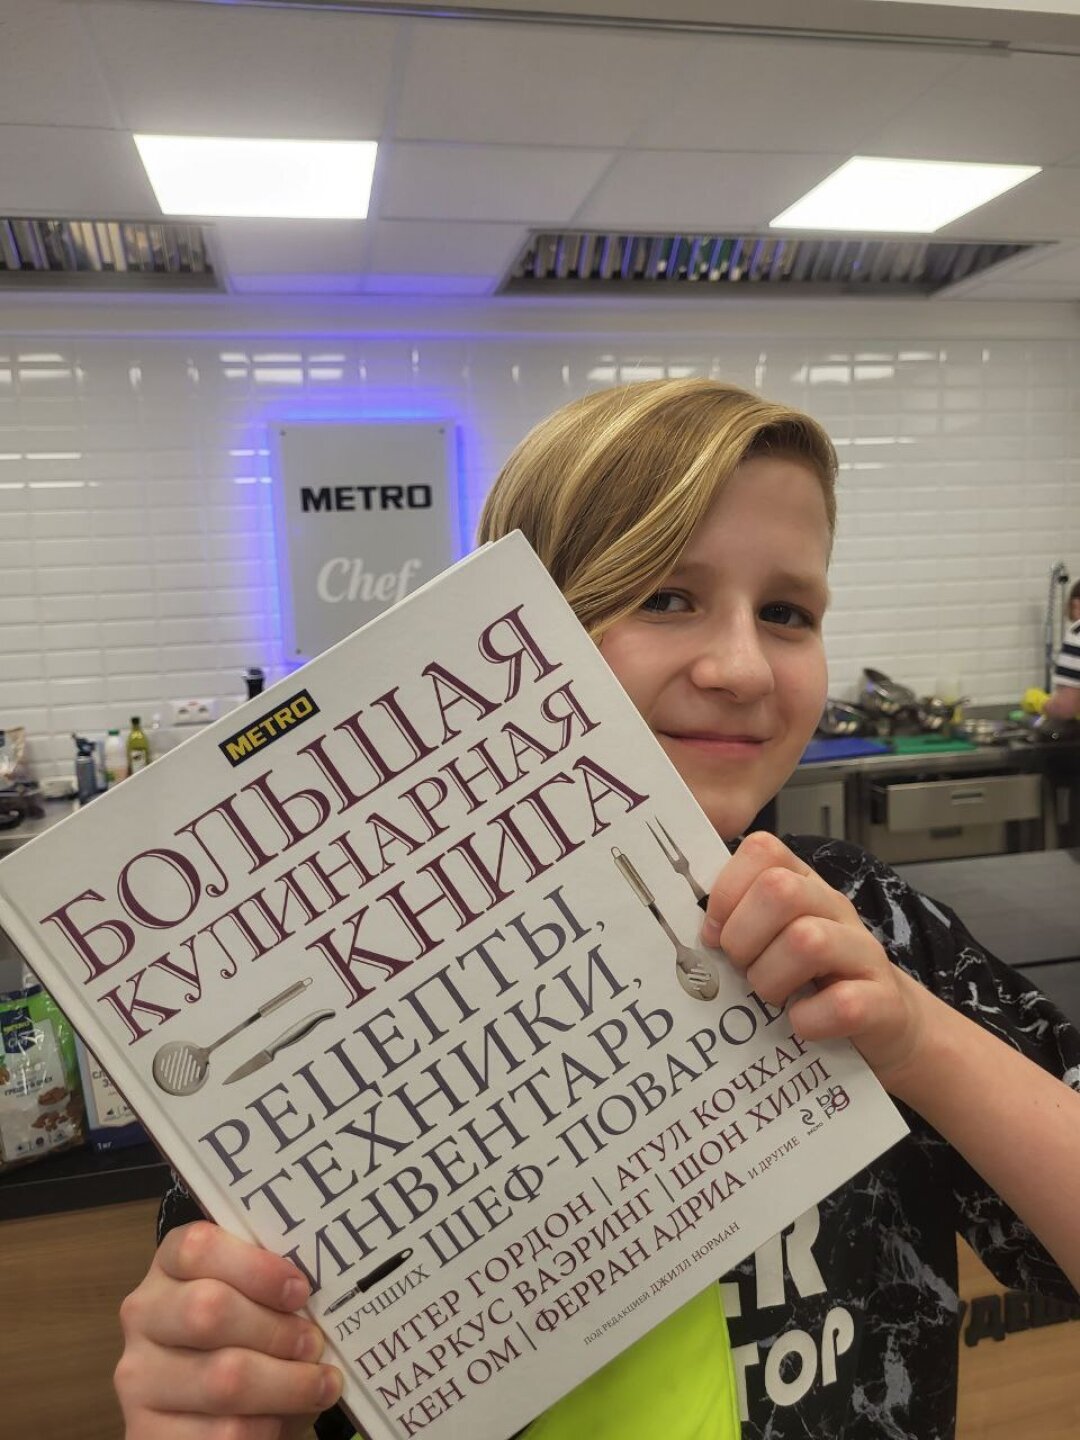 METRO
Chef
METRO
БОЛЬШАЯ
КУЛИНАРНАЯ
КНИГА
РЕЦЕПТЫ,
ТЕХНИКИ,
ИНВЕНТАРЬ
ЛУЧШИХ ШЕФ-ПОВАРОВ
ПИТЕР ГОРДОН | АТУЛ КОЧХАР
МАРКУС ВАЭРИНГ | ШОН ХИЛЛ
КЕН ОМ | ФЕРРАН АДРИА И ДРУГИЕ
ПОД РЕДАКЦИЕЙ ДЖИЛЛ НОРМАН
TOP